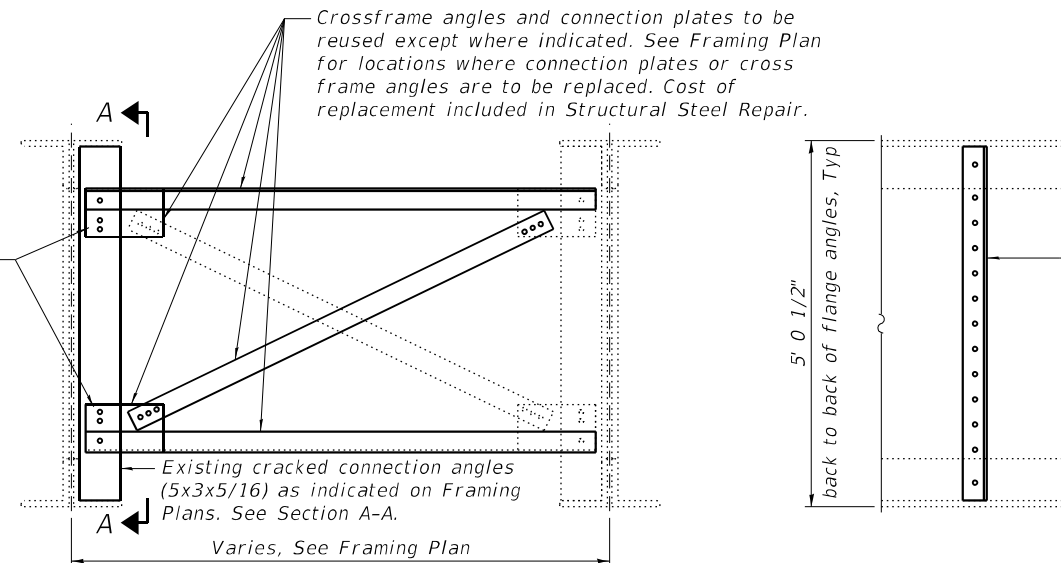 Crossframe angles and connection plates to be
reused except where indicated. See Framing Plan
for locations where connection plates or cross
frame angles are to be replaced. Cost of
replacement included in Structural Steel Repair.
A
5' 0 1/2"
back to back of flange angles, Typ
Existing cracked connection angles
(5x3x5/16) as indicated on Framing
Plans. See Section A-A.
A
Varies, See Framing Plan